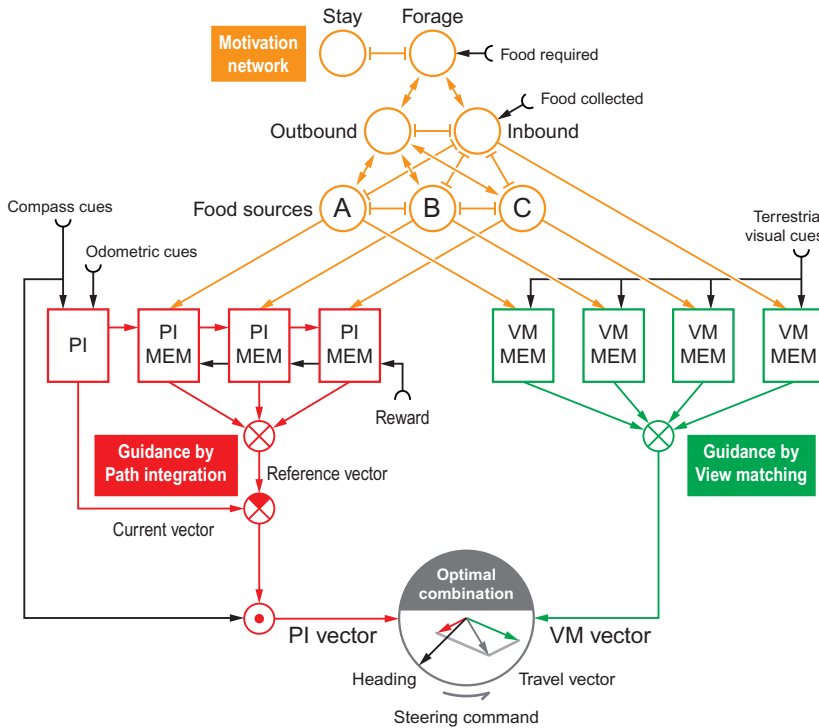 Stay
Forage
Motivation
network
Food required
Food collected
Outbound
Inbound
Food sources
A
B
C
Compass cues
Odometric cues
Terrestrial
visual cues
PI
PI
MEM
PI
MEM
PI
MEM
VM
MEM
VM
MEM
VM
MEM
VM
MEM
Reward
Guidance by
Path integration
Guidance by
View matching
Reference vector
Current vector
Optimal
combination
PI vector
VM vector
Heading
Travel vector
Steering command